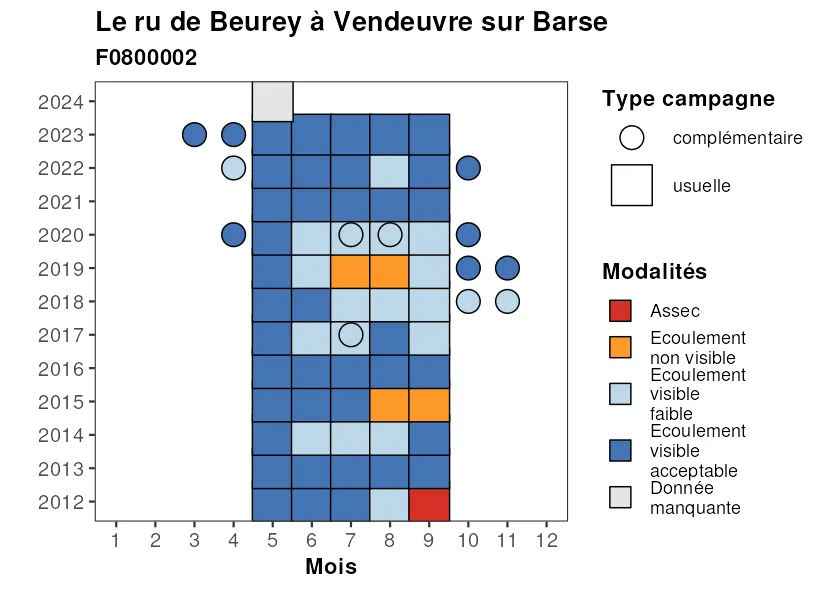 Le ru de Beurey à Vendeuvre sur Barse
F0800002
2024
2023
2022
2021
2020
2019
2018
2017
2016
2015
2014
2013
2012
1 2 3 4 5 6 7 8 9 10 11 12
Mois
Type campagne
complémentaire
usuelle
Modalités
Assec
Ecoulement
non visible
Ecoulement
visible
faible
Ecoulement
visible
acceptable
Donnée
manquante